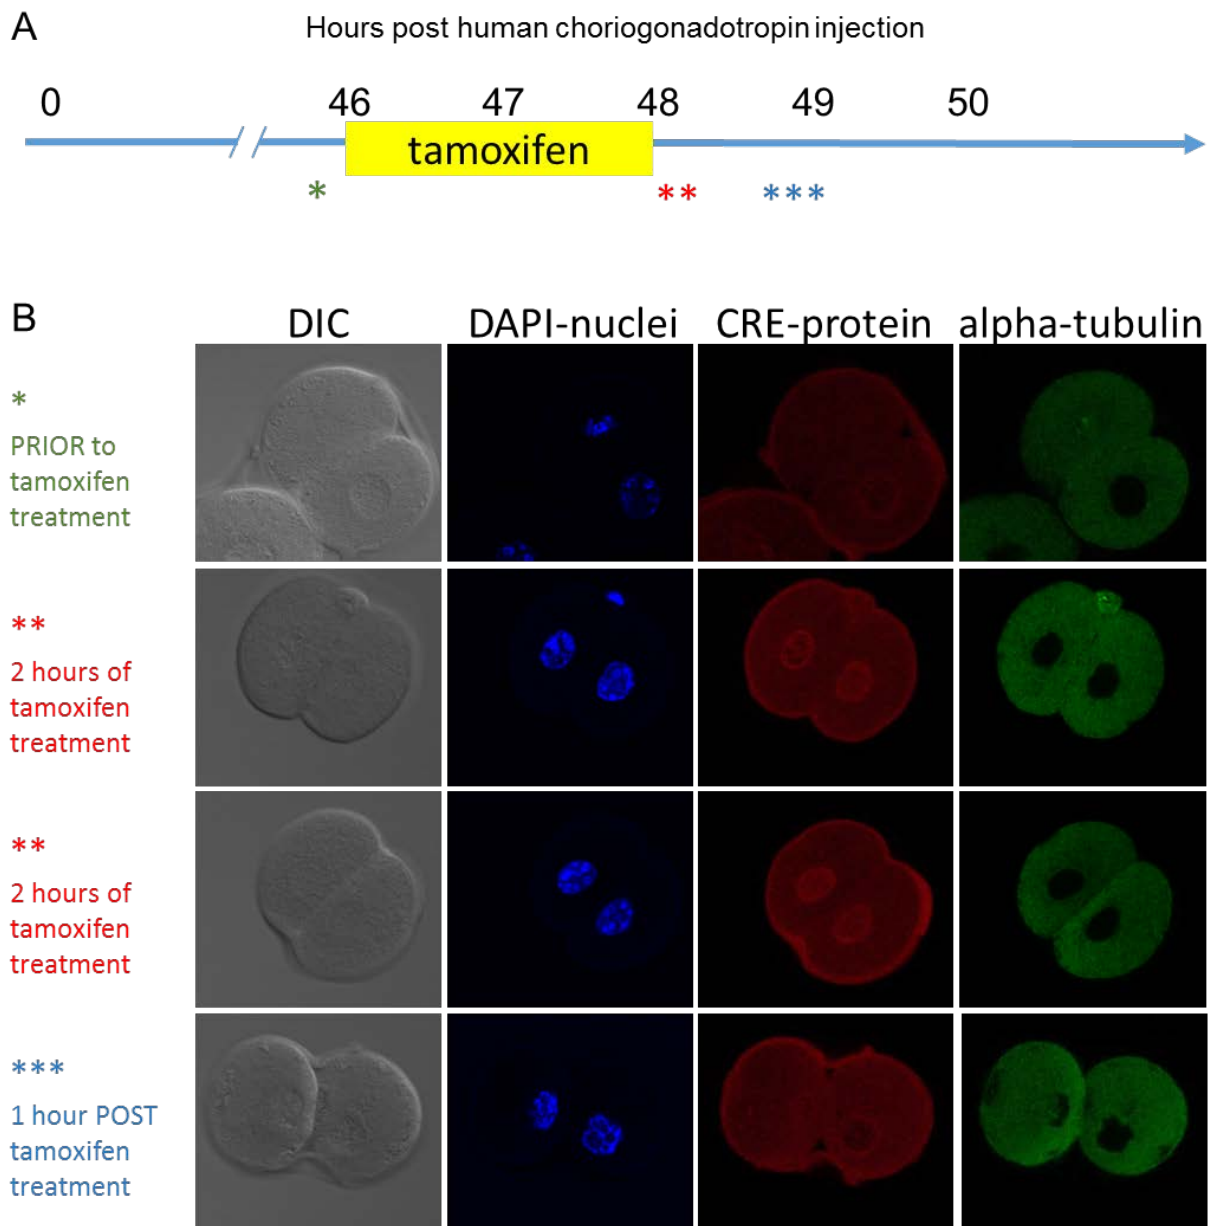 A
Hours post human choriogonadotropin injection
0 46 47 48 49 50
tamoxifen
* ** ***
B
DIC DAPI-nuclei CRE-protein alpha-tubulin
*
PRIOR to
tamoxifen
treatment
**
2 hours of
tamoxifen
treatment
**
2 hours of
tamoxifen
treatment
***
1 hour POST
tamoxifen
treatment